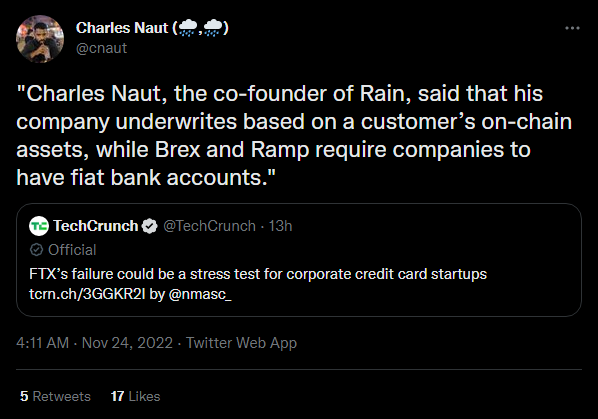 Charles Naut (🌧,🌧)
@cnaut
"Charles Naut, the co-founder of Rain, said that his
company underwrites based on a customer’s on-chain
assets, while Brex and Ramp require companies to
have fiat bank accounts."
TechCrunch @TechCrunch · 13h
Official
FTX’s failure could be a stress test for corporate credit card startups
tcrn.ch/3GGKR2I by @nmasc_
4:11 AM · Nov 24, 2022 · Twitter Web App
5 Retweets 17 Likes